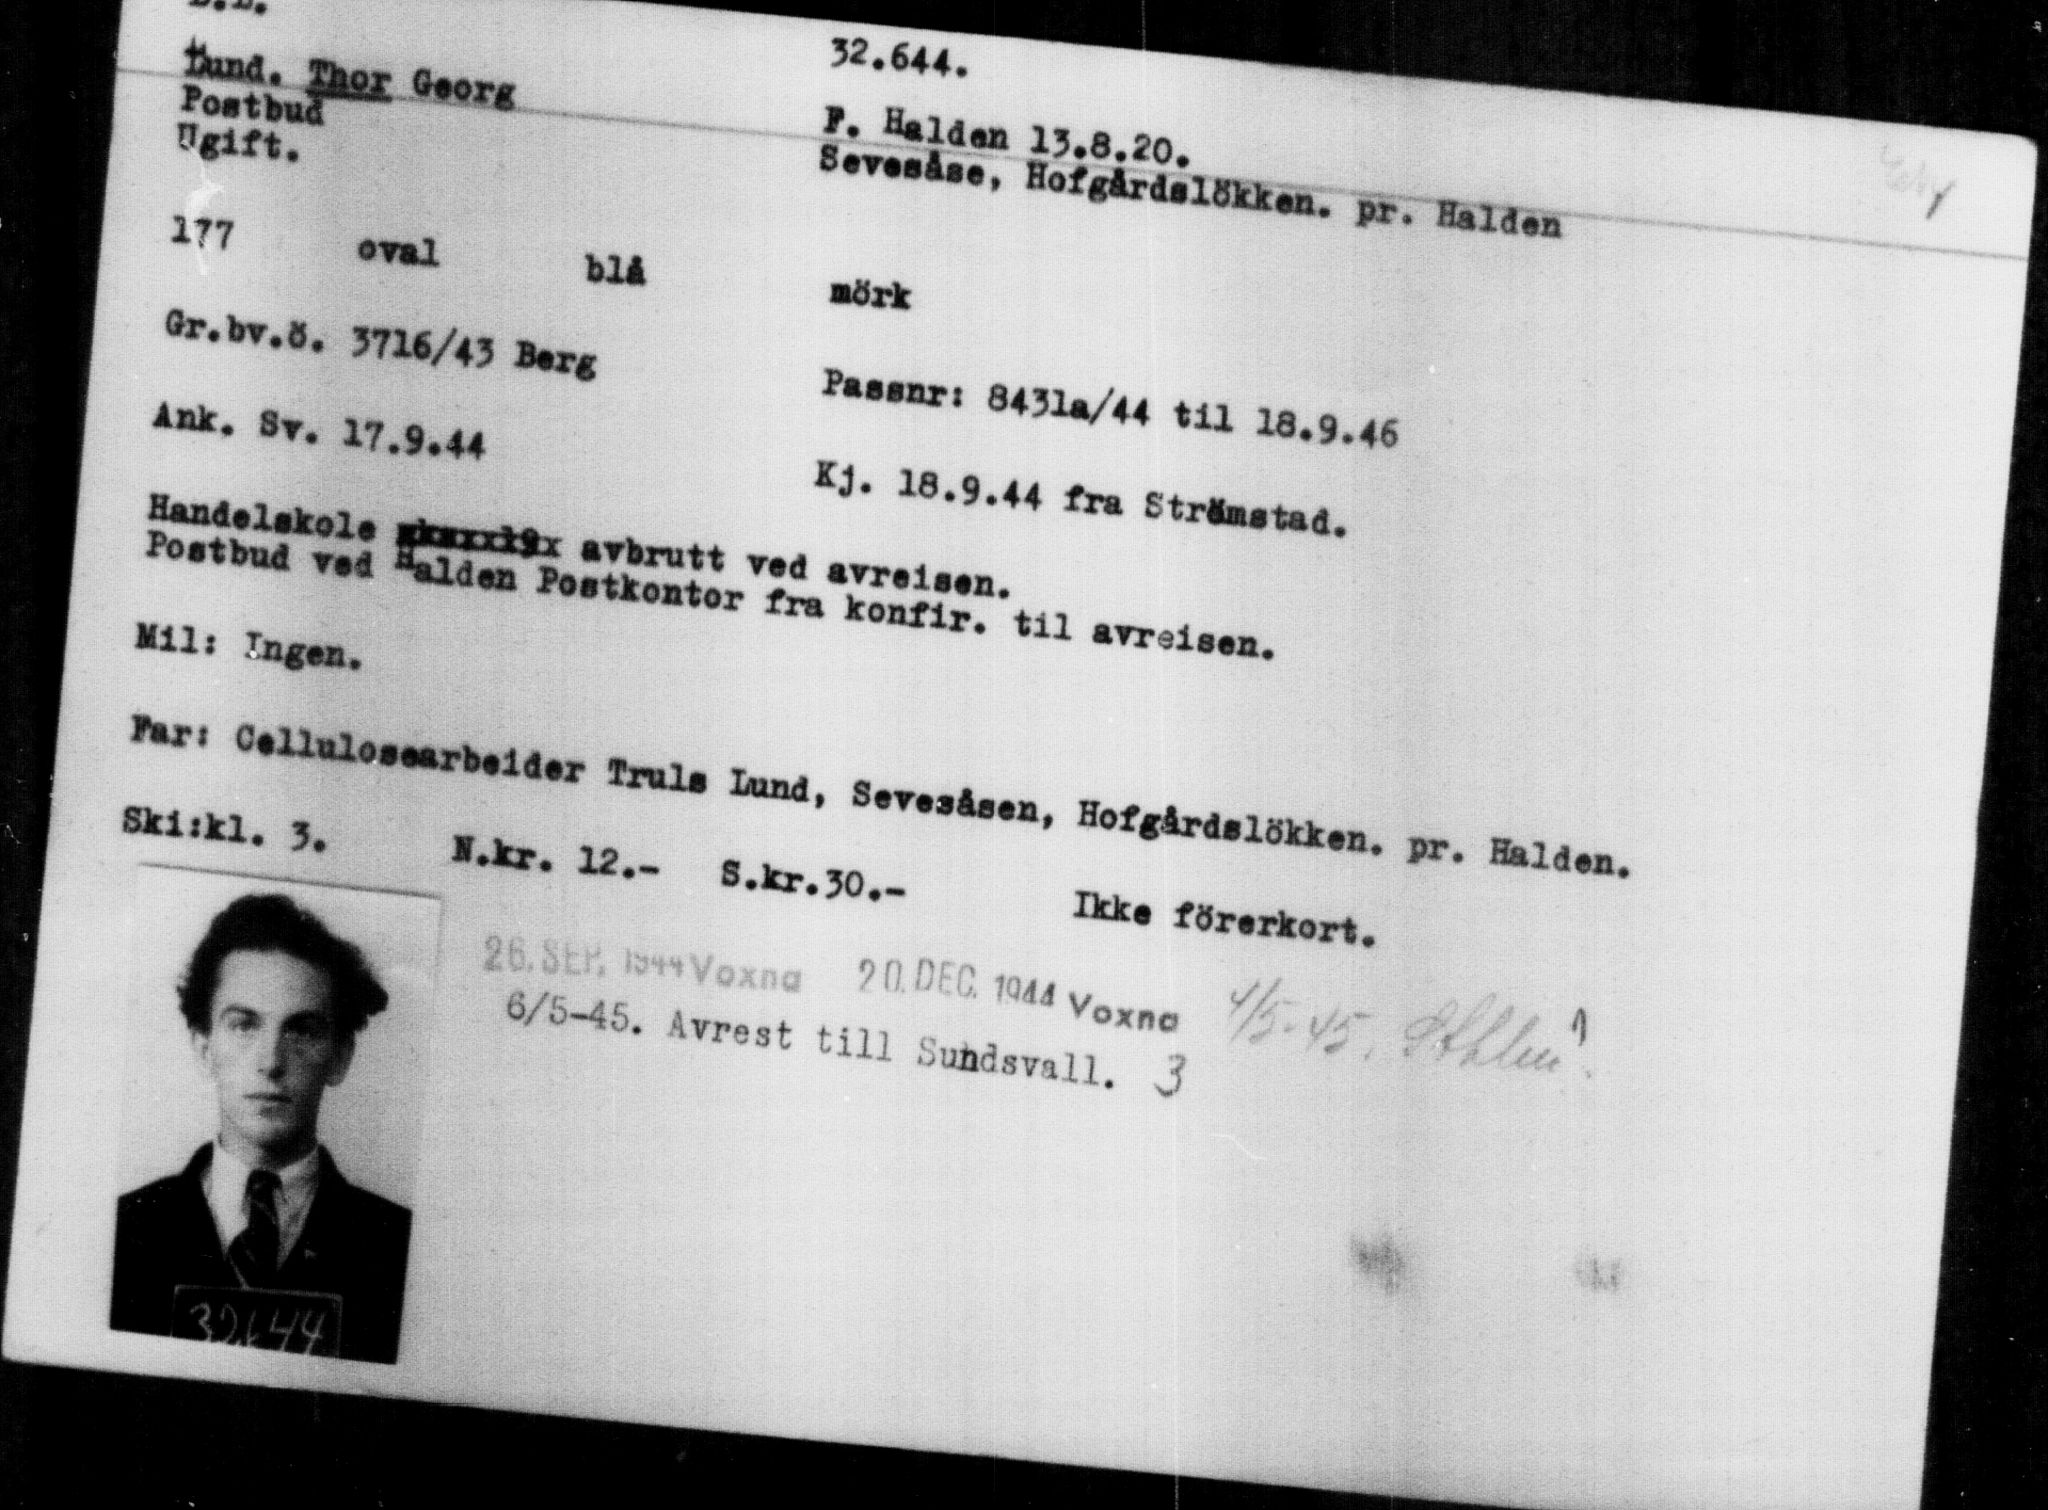 32.644.
Lund. Thor Georg
Postbud
Ugift.
F. Halden 13.8.20.
Sevesåse, Hofgårdslökken. pr. Halden
177 oval blå mörk
Gr.bv.ö. 3716/43 Berg
Passnr: 8431a/44 til 18.9.46
Ank. Sv. 17.9.44
Kj. 18.9.44 fra Strömstad.
Handelskole avbrutt ved avreisen.
Postbud ved Halden Postkontor fra konfir. til avreisen.
Mil: Ingen.
Far: Cellulosearbeider Truls Lund, Sevesåsen, Hofgårdslökken. pr. Halden.
Ski:kl. 3. N.kr. 12.- S.kr.30.- Ikke förerkort.
26. SEP. 1944 Voxna 20. DEC. 1944 Voxna 4/5-45.
6/5-45. Avrest till Sundsvall. 3
32644